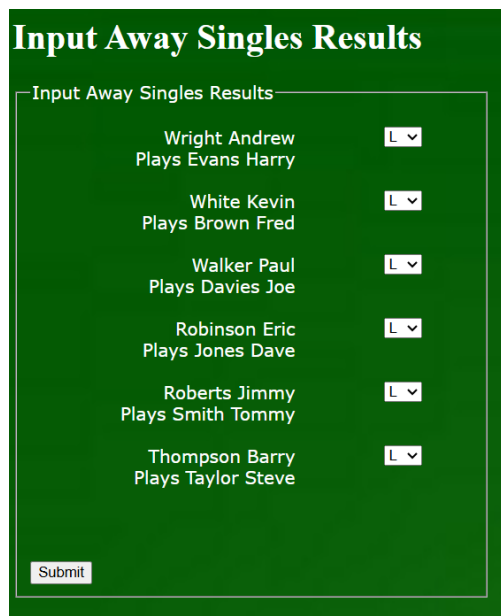 Input Away Singles Results
Input Away Singles Results
Wright Andrew L
Plays Evans Harry
White Kevin L
Plays Brown Fred
Walker Paul L
Plays Davies Joe
Robinson Eric L
Plays Jones Dave
Roberts Jimmy L
Plays Smith Tommy
Thompson Barry L
Plays Taylor Steve
Submit